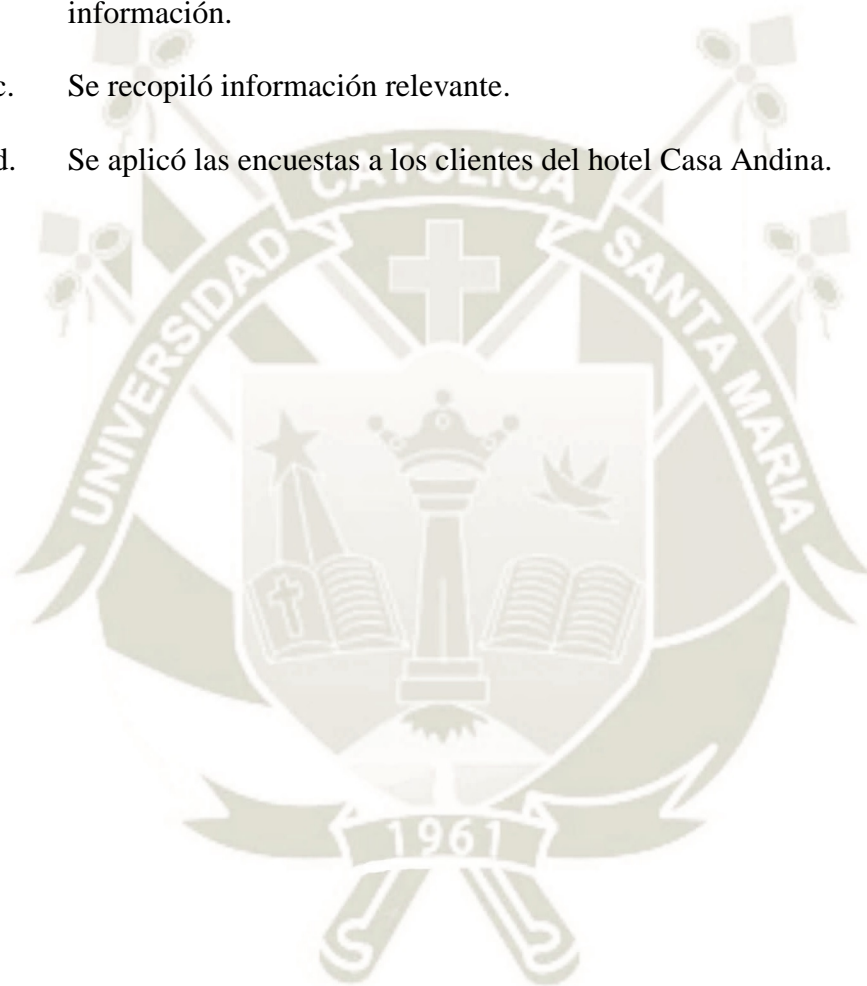 información.
c. Se recopiló información relevante.
d. Se aplicó las encuestas a los clientes del hotel Casa Andina.
UNIVERSIDAD CATOLICA SANTA MARIA
1961